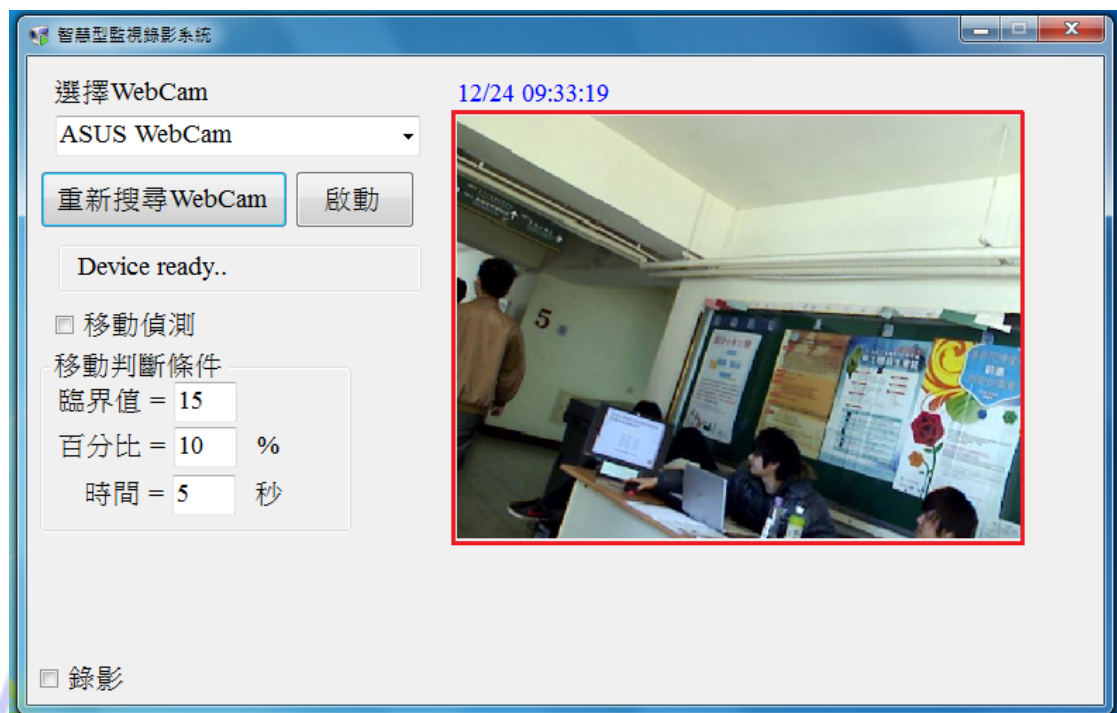 智慧型監視錄影系統
選擇WebCam
12/24 09:33:19
ASUS WebCam
重新搜尋WebCam
啟動
Device ready..
移動偵測
移動判斷條件
臨界值 = 15
百分比 = 10 %
時間 = 5 秒
錄影
5